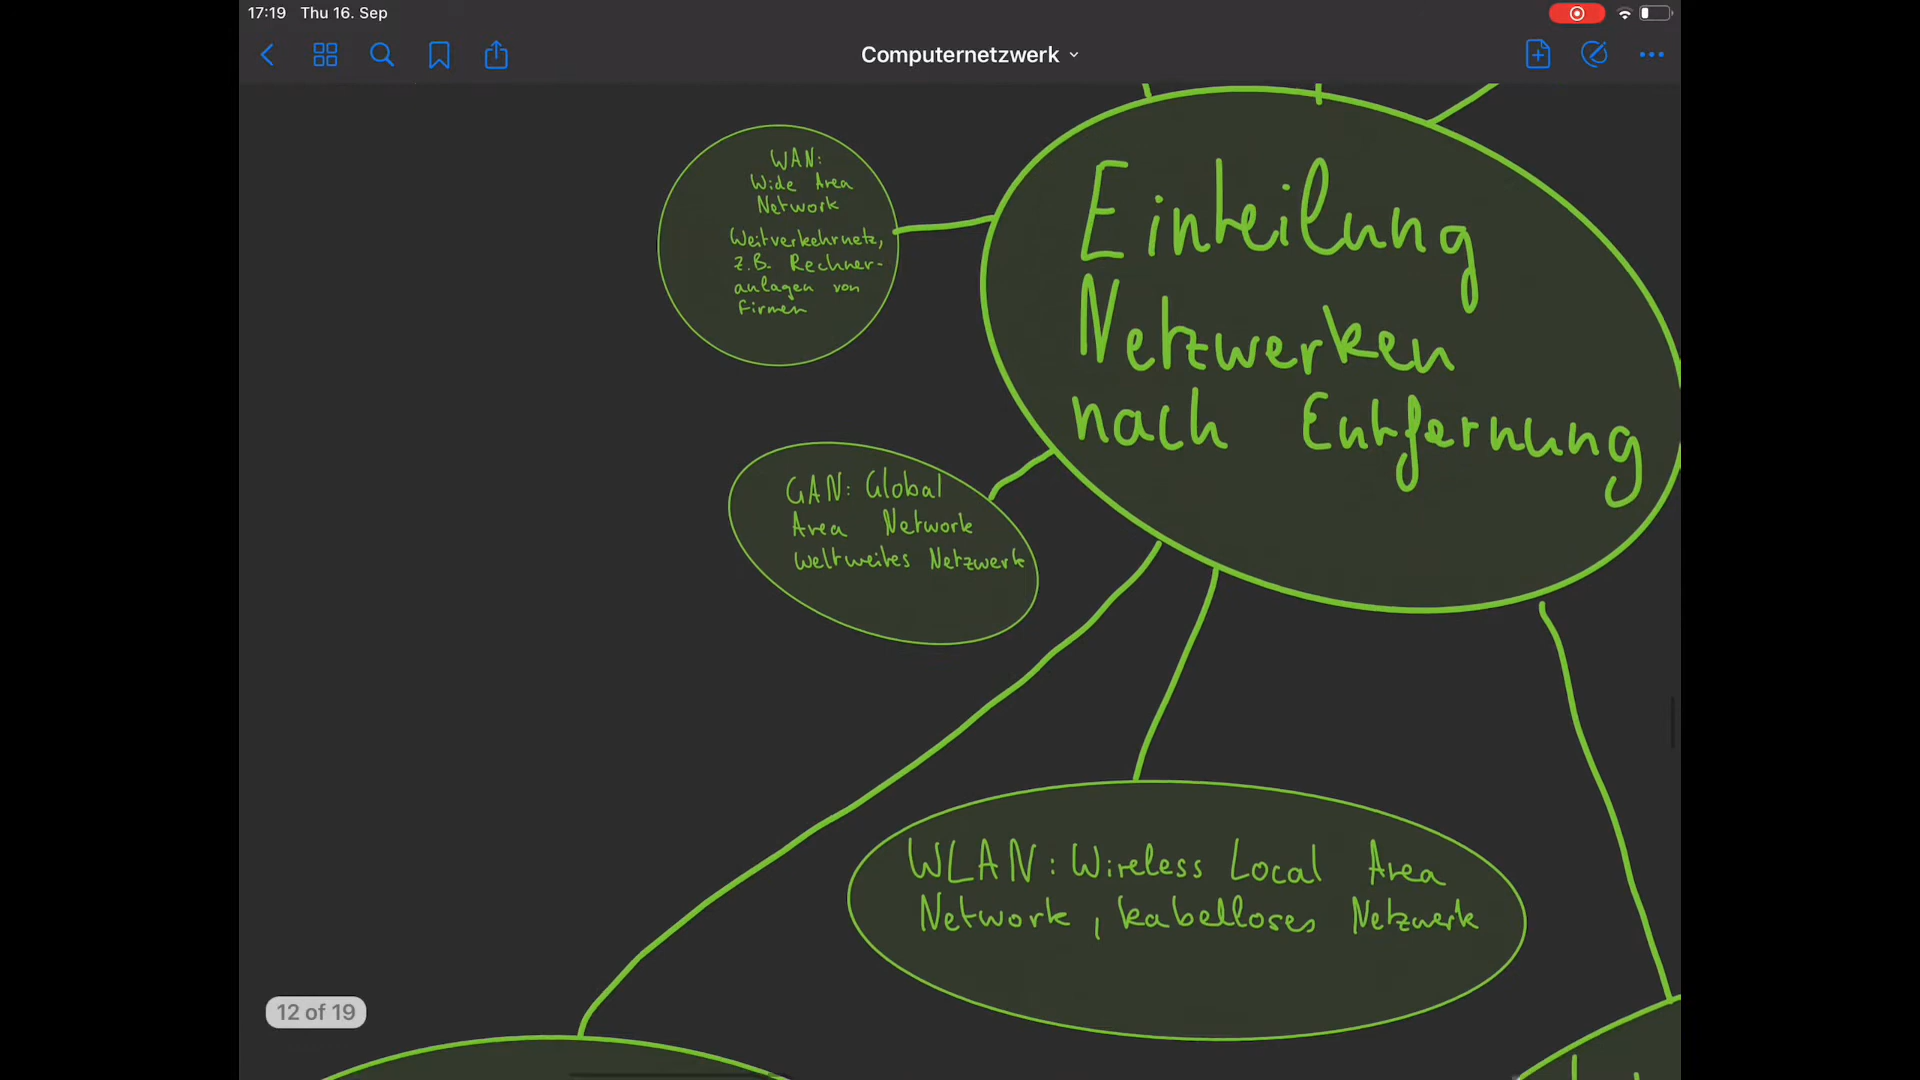 17:19 Thu 16. Sep
Computernetzwerk
WAN:
Wide Area
Network
Weitverkehrnetz,
z.B. Rechner-
anlagen von
Firmen
Einteilung
Netzwerken
nach Entfernung
GAN: Global
Area Network
Weltweites Netzwerk
WLAN: Wireless Local Area
Network, kabelloses Netzwerk
12 of 19